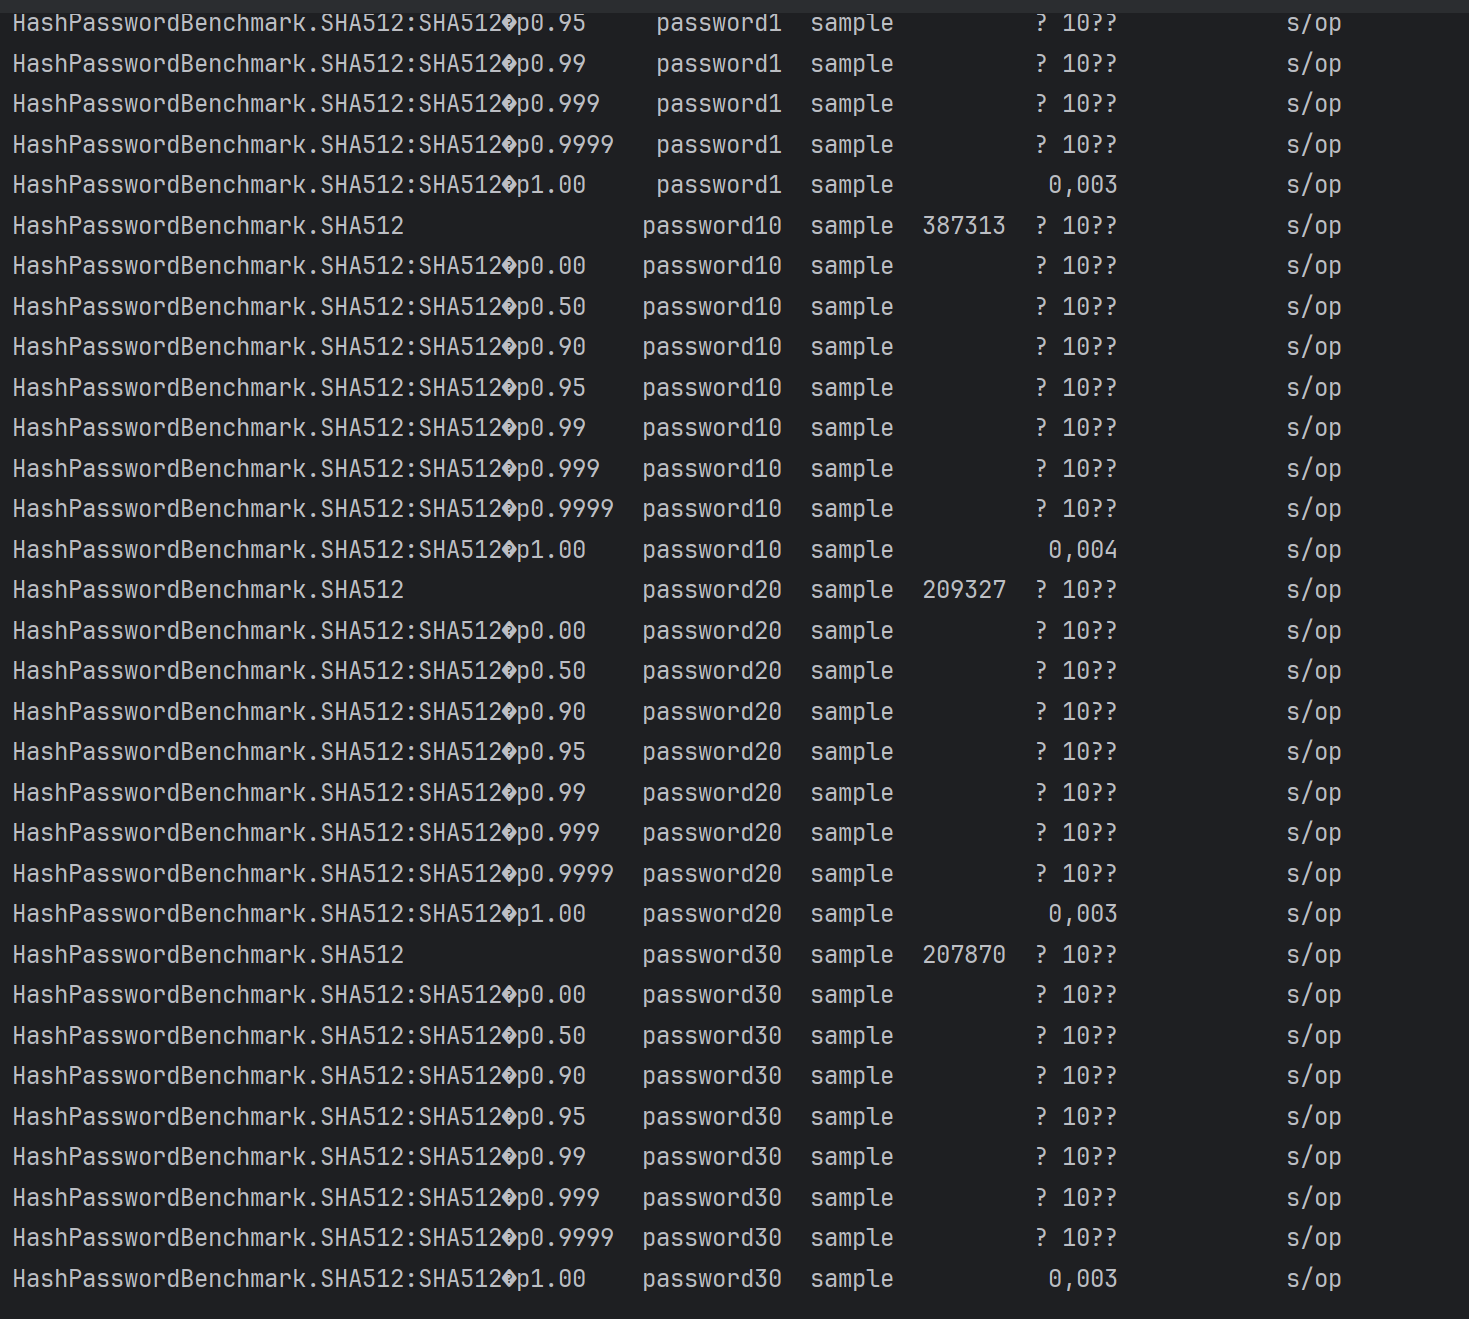 HashPasswordBenchmark.SHA512:SHA512�p0.95 password1 sample ? 10?? s/op
HashPasswordBenchmark.SHA512:SHA512�p0.99 password1 sample ? 10?? s/op
HashPasswordBenchmark.SHA512:SHA512�p0.999 password1 sample ? 10?? s/op
HashPasswordBenchmark.SHA512:SHA512�p0.9999 password1 sample ? 10?? s/op
HashPasswordBenchmark.SHA512:SHA512�p1.00 password1 sample 0,003 s/op
HashPasswordBenchmark.SHA512 password10 sample 387313 ? 10?? s/op
HashPasswordBenchmark.SHA512:SHA512�p0.00 password10 sample ? 10?? s/op
HashPasswordBenchmark.SHA512:SHA512�p0.50 password10 sample ? 10?? s/op
HashPasswordBenchmark.SHA512:SHA512�p0.90 password10 sample ? 10?? s/op
HashPasswordBenchmark.SHA512:SHA512�p0.95 password10 sample ? 10?? s/op
HashPasswordBenchmark.SHA512:SHA512�p0.99 password10 sample ? 10?? s/op
HashPasswordBenchmark.SHA512:SHA512�p0.999 password10 sample ? 10?? s/op
HashPasswordBenchmark.SHA512:SHA512�p0.9999 password10 sample ? 10?? s/op
HashPasswordBenchmark.SHA512:SHA512�p1.00 password10 sample 0,004 s/op
HashPasswordBenchmark.SHA512 password20 sample 209327 ? 10?? s/op
HashPasswordBenchmark.SHA512:SHA512�p0.00 password20 sample ? 10?? s/op
HashPasswordBenchmark.SHA512:SHA512�p0.50 password20 sample ? 10?? s/op
HashPasswordBenchmark.SHA512:SHA512�p0.90 password20 sample ? 10?? s/op
HashPasswordBenchmark.SHA512:SHA512�p0.95 password20 sample ? 10?? s/op
HashPasswordBenchmark.SHA512:SHA512�p0.99 password20 sample ? 10?? s/op
HashPasswordBenchmark.SHA512:SHA512�p0.999 password20 sample ? 10?? s/op
HashPasswordBenchmark.SHA512:SHA512�p0.9999 password20 sample ? 10?? s/op
HashPasswordBenchmark.SHA512:SHA512�p1.00 password20 sample 0,003 s/op
HashPasswordBenchmark.SHA512 password30 sample 207870 ? 10?? s/op
HashPasswordBenchmark.SHA512:SHA512�p0.00 password30 sample ? 10?? s/op
HashPasswordBenchmark.SHA512:SHA512�p0.50 password30 sample ? 10?? s/op
HashPasswordBenchmark.SHA512:SHA512�p0.90 password30 sample ? 10?? s/op
HashPasswordBenchmark.SHA512:SHA512�p0.95 password30 sample ? 10?? s/op
HashPasswordBenchmark.SHA512:SHA512�p0.99 password30 sample ? 10?? s/op
HashPasswordBenchmark.SHA512:SHA512�p0.999 password30 sample ? 10?? s/op
HashPasswordBenchmark.SHA512:SHA512�p0.9999 password30 sample ? 10?? s/op
HashPasswordBenchmark.SHA512:SHA512�p1.00 password30 sample 0,003 s/op